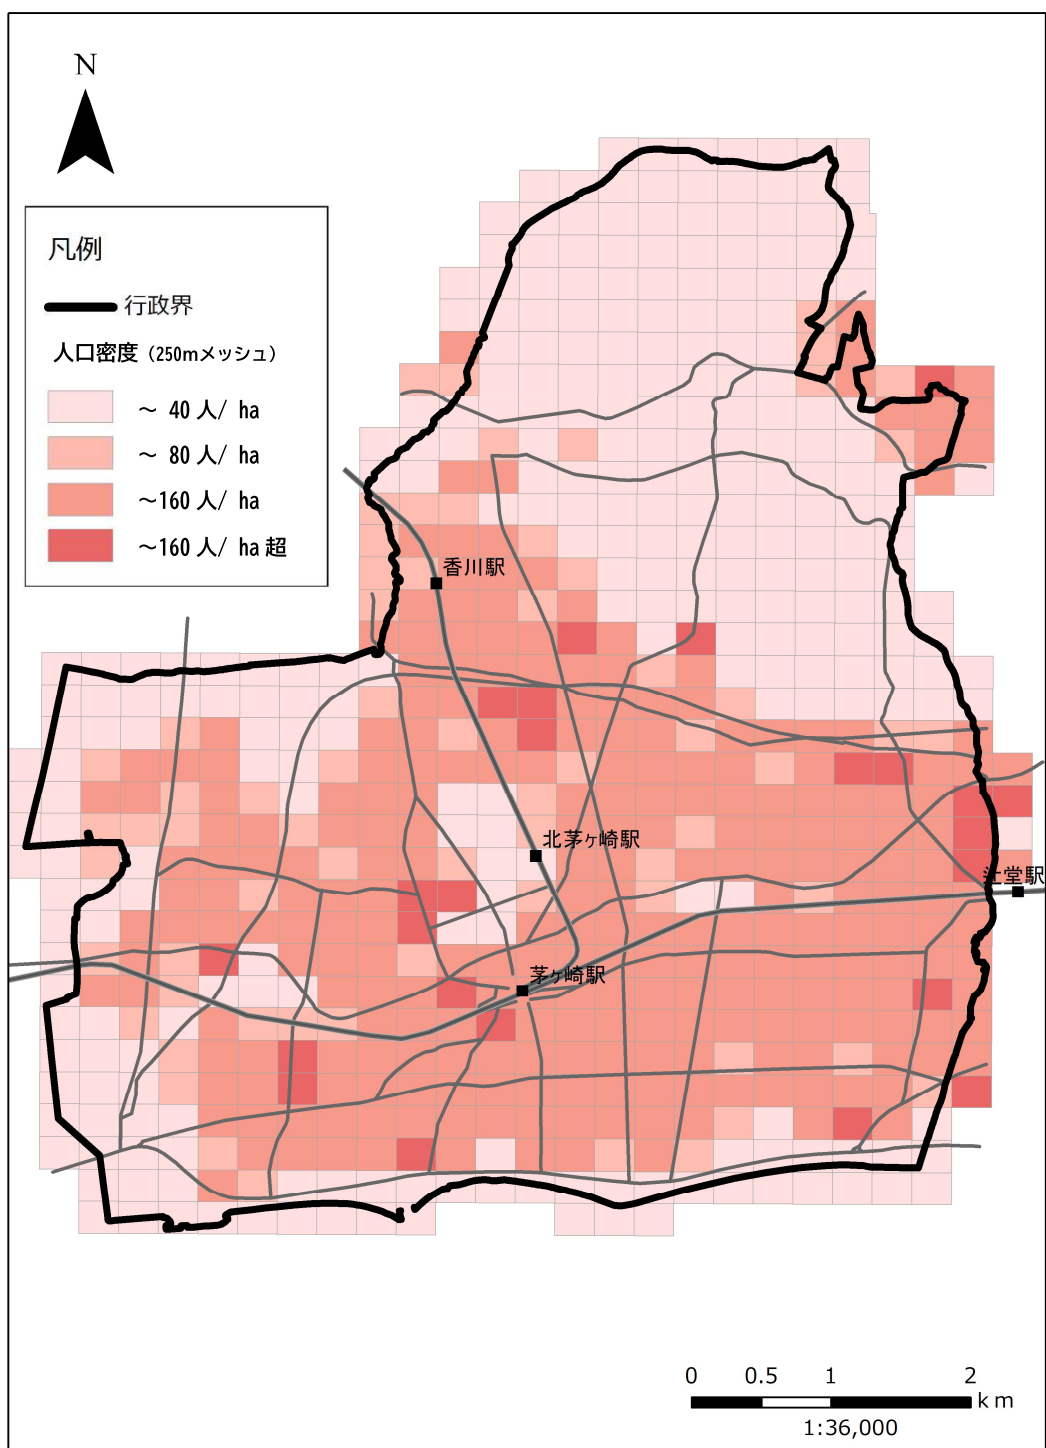 N
凡例
行政界
人口密度（250mメッシュ）
～ 40 人/ ha
～ 80 人/ ha
～160 人/ ha
～160 人/ ha 超
香川駅
北茅ヶ崎駅
辻堂駅
茅ヶ崎駅
0 0.5 1 2
km
1:36,000